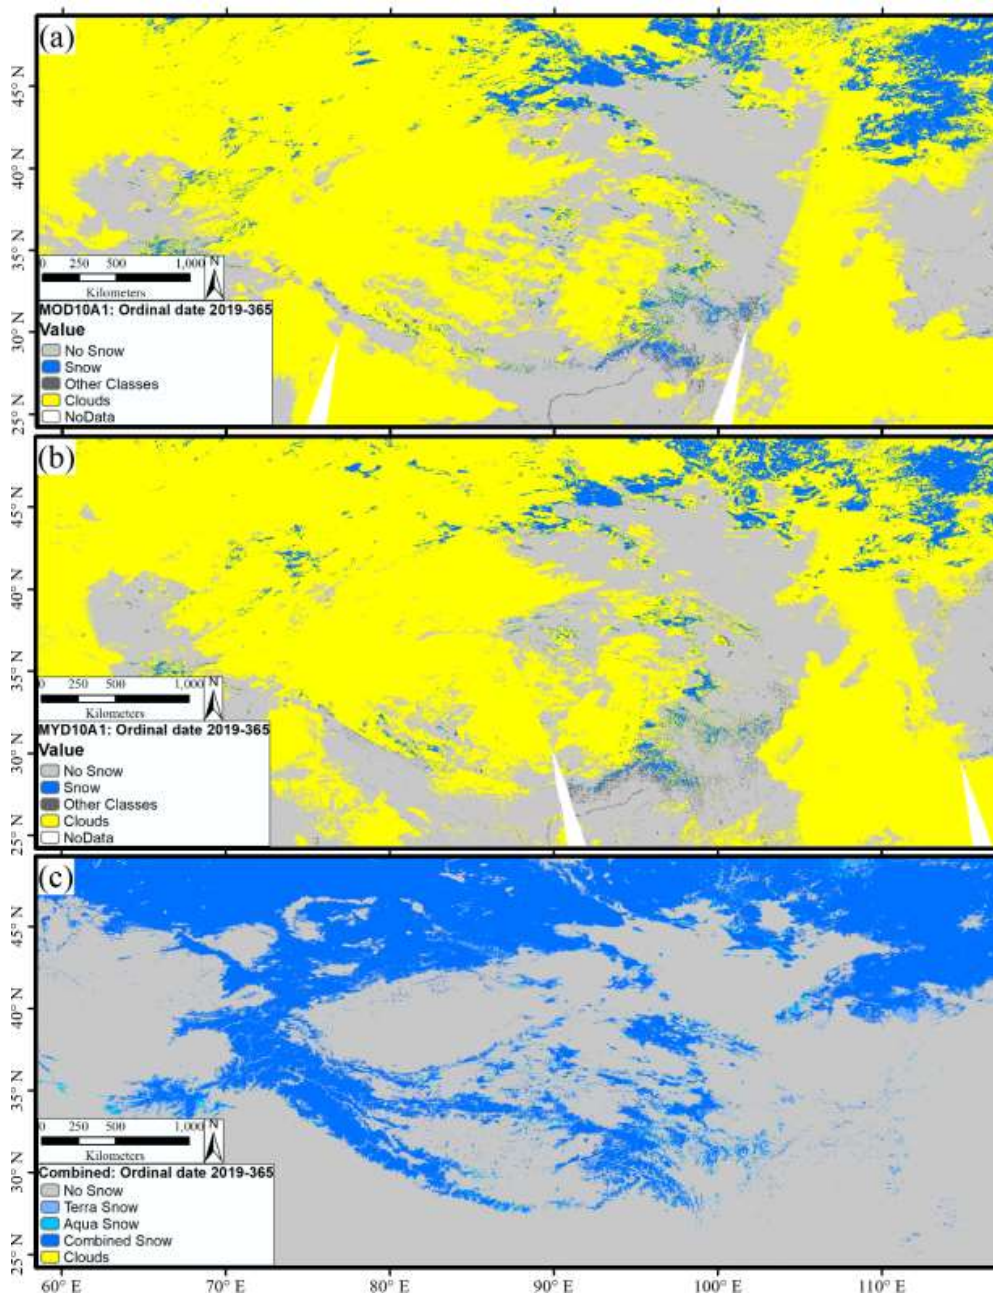 (a)
45° N
40° N
35° N
30° N
25° N
0 250 500 1,000
N
Kilometers
MOD10A1: Ordinal date 2019-365
Value
No Snow
Snow
Other Classes
Clouds
NoData
(b)
45° N
40° N
35° N
30° N
25° N
0 250 500 1,000
N
Kilometers
MYD10A1: Ordinal date 2019-365
Value
No Snow
Snow
Other Classes
Clouds
NoData
(c)
45° N
40° N
35° N
30° N
25° N
0 250 500 1,000
N
Kilometers
Combined: Ordinal date 2019-365
No Snow
Terra Snow
Aqua Snow
Combined Snow
Clouds
60° E 70° E 80° E 90° E 100° E 110° E